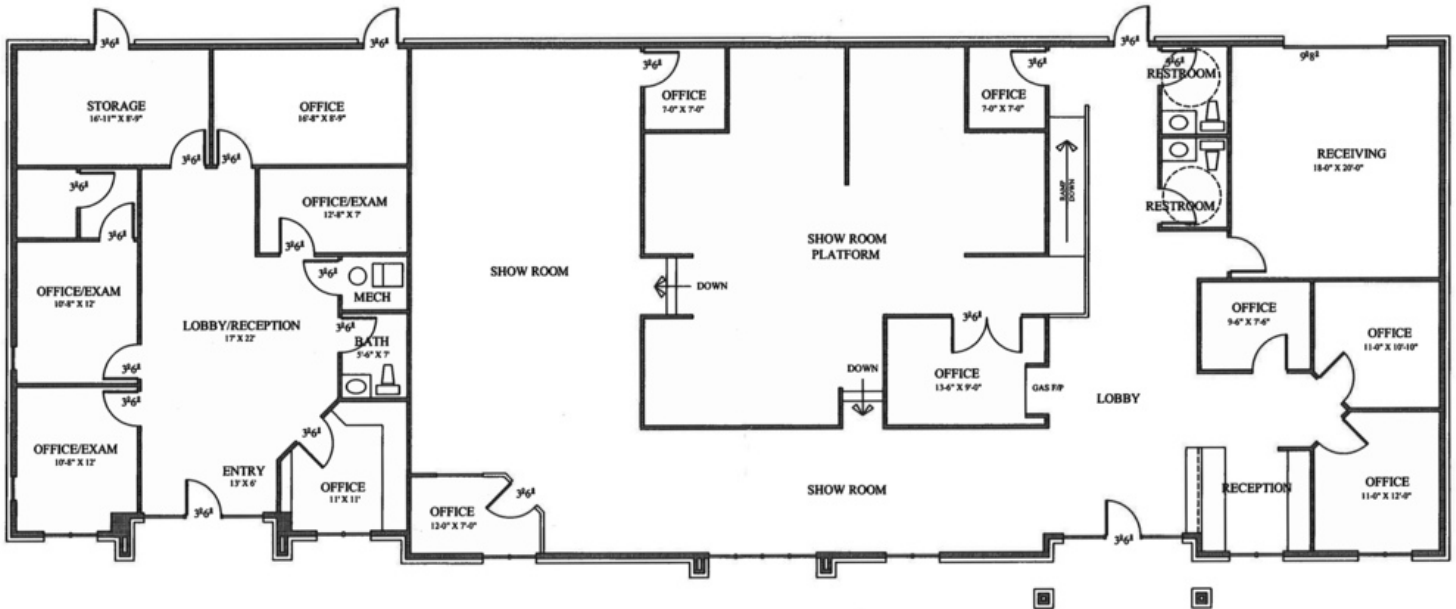 STORAGE
16'-11" X 8'-9"
OFFICE
16'-8" X 8'-9"
OFFICE/EXAM
12'-8" X 7'
OFFICE/EXAM
10'-8" X 12'
LOBBY/RECEPTION
17' X 22'
MECH
BATH
5'-6" X 7'
OFFICE/EXAM
10'-8" X 12'
ENTRY
13' X 6'
OFFICE
11' X 11'
SHOW ROOM
OFFICE
12'-0" X 7'-0"
OFFICE
7'-0" X 7'-0"
OFFICE
7'-0" X 7'-0"
SHOW ROOM
PLATFORM
DOWN
RAMP
DOWN
DOWN
OFFICE
13'-6" X 9'-0"
GAS F/P
SHOW ROOM
LOBBY
RESTROOM
RESTROOM
RECEIVING
18'-0" X 20'-0"
OFFICE
9'-6" X 7'-6"
OFFICE
11'-0" X 10'-10"
RECEPTION
OFFICE
11'-0" X 12'-0"